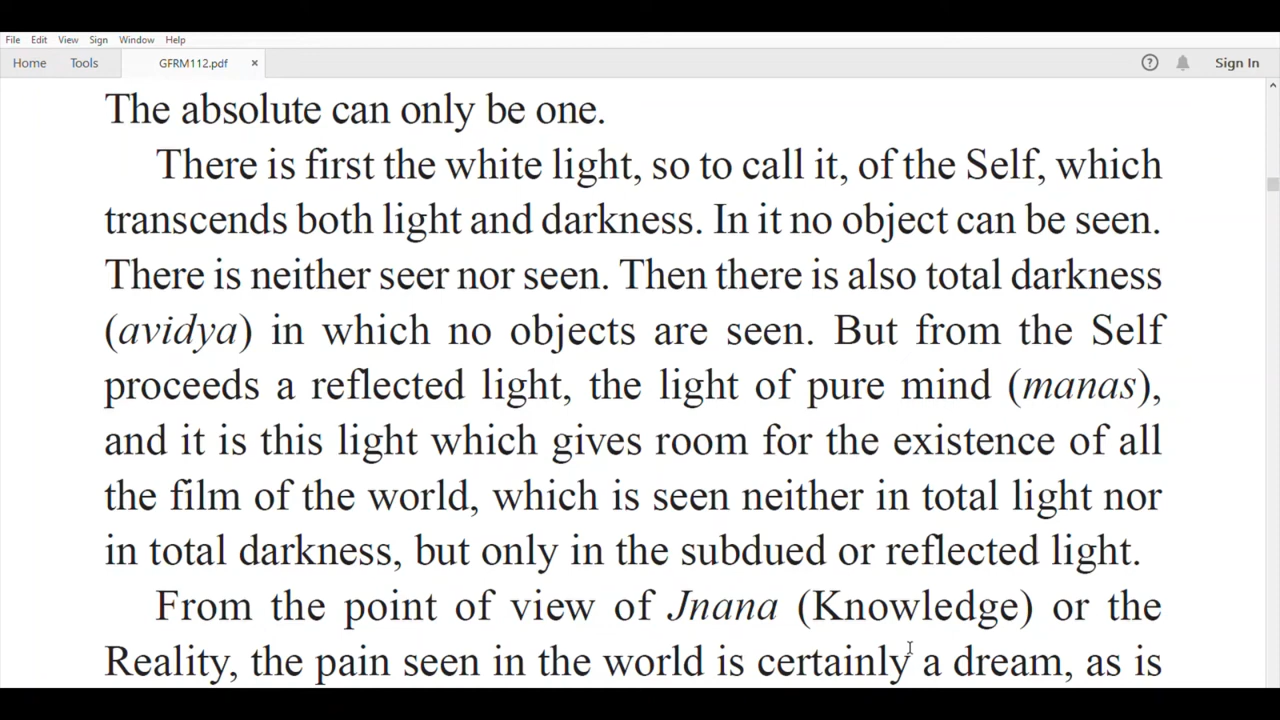 File Edit View Sign Window Help
Home Tools GFRM112.pdf × ? Sign In
The absolute can only be one.
There is first the white light, so to call it, of the Self, which
transcends both light and darkness. In it no object can be seen.
There is neither seer nor seen. Then there is also total darkness
(avidya) in which no objects are seen. But from the Self
proceeds a reflected light, the light of pure mind (manas),
and it is this light which gives room for the existence of all
the film of the world, which is seen neither in total light nor
in total darkness, but only in the subdued or reflected light.
From the point of view of Jnana (Knowledge) or the
Reality, the pain seen in the world is certainly a dream, as is